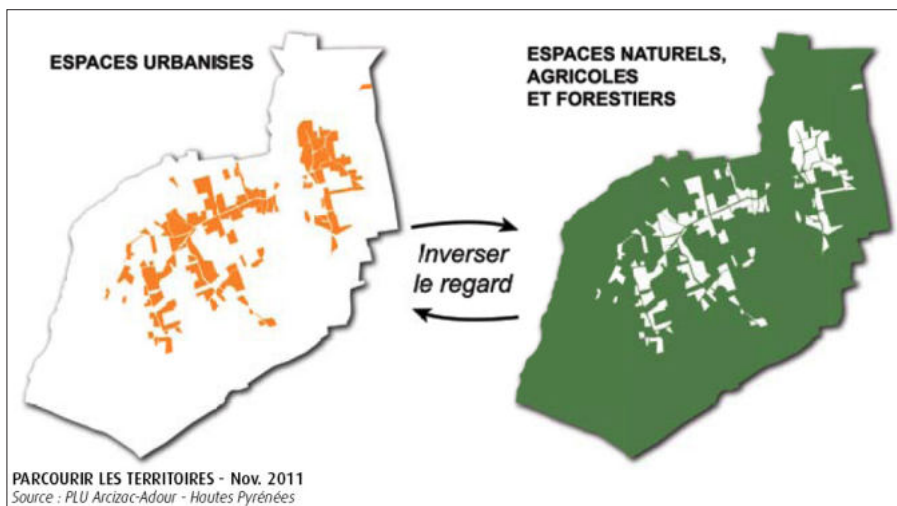 ESPACES URBANISES
ESPACES NATURELS,
AGRICOLES
ET FORESTIERS
Inverser
le regard
PARCOURIR LES TERRITOIRES - Nov. 2011
Source : PLU Arcizac-Adour - Hautes Pyrénées